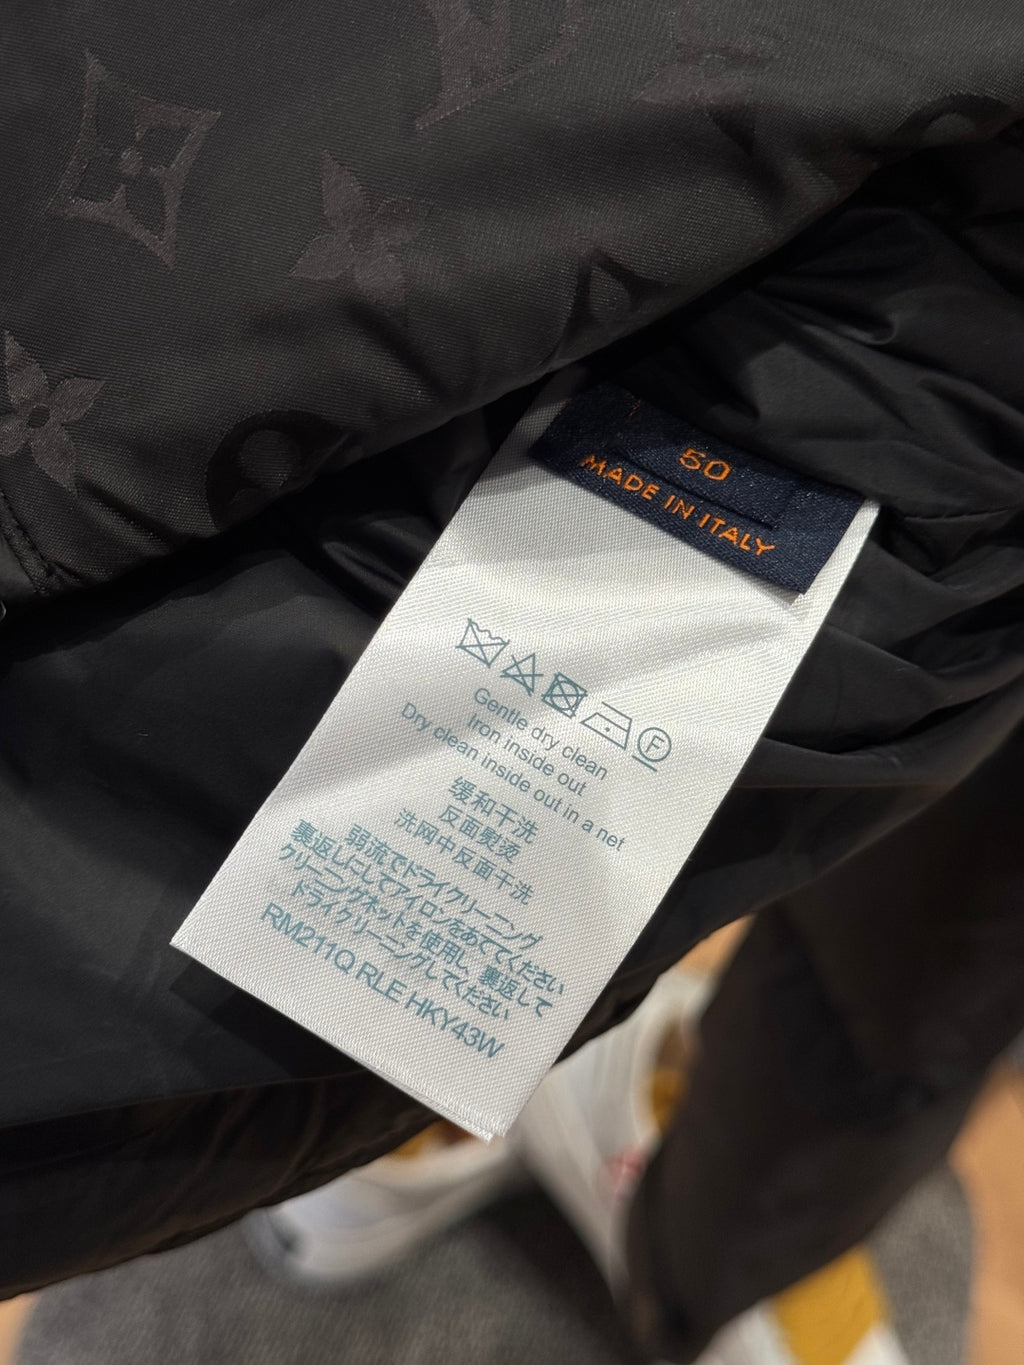 50
MADE IN ITALY
F
Gentle dry clean
Iron inside out
Dry clean inside out in a net
缓和干洗
反面熨烫
洗网中反面干洗
弱流でドライクリーニング
裏返しにしてアイロンをあててください
クリーニングネットを使用し、裏返して
ドライクリーニングしてください
RM211Q RLE HKY43W